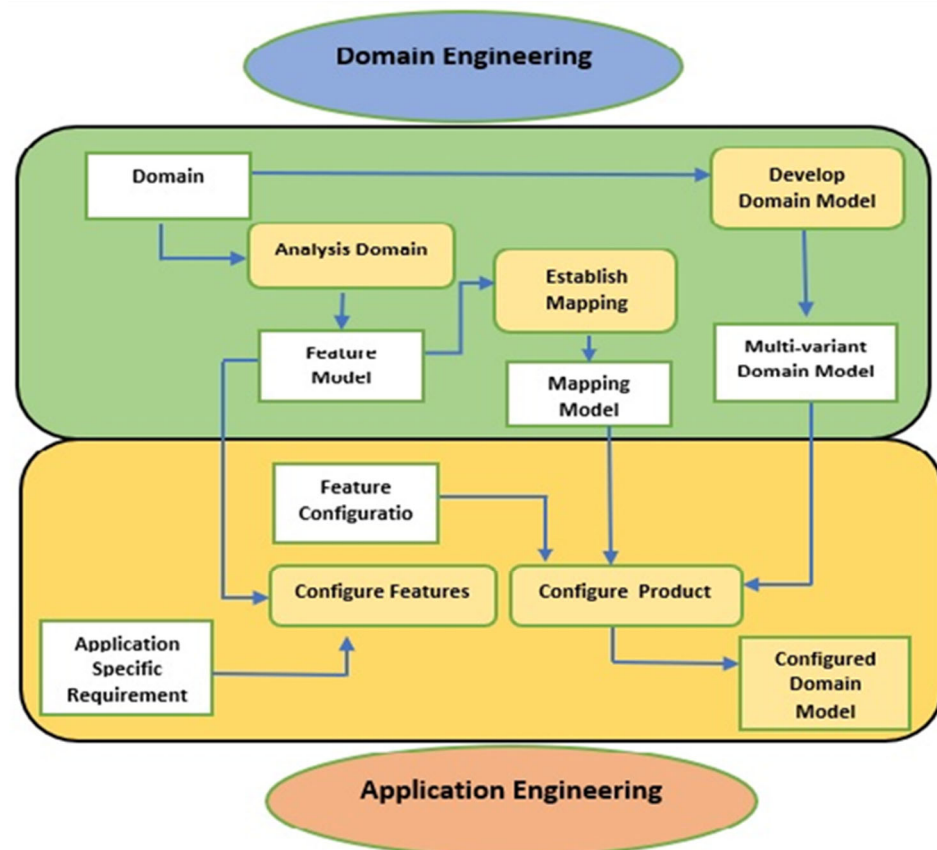 Domain Engineering
Domain
Develop
Domain Model
Analysis Domain
Establish
Mapping
Feature
Model
Multi-variant
Domain Model
Mapping
Model
Feature
Configuratio
Configure Features
Configure Product
Application
Specific
Requirement
Configured
Domain
Model
Application Engineering